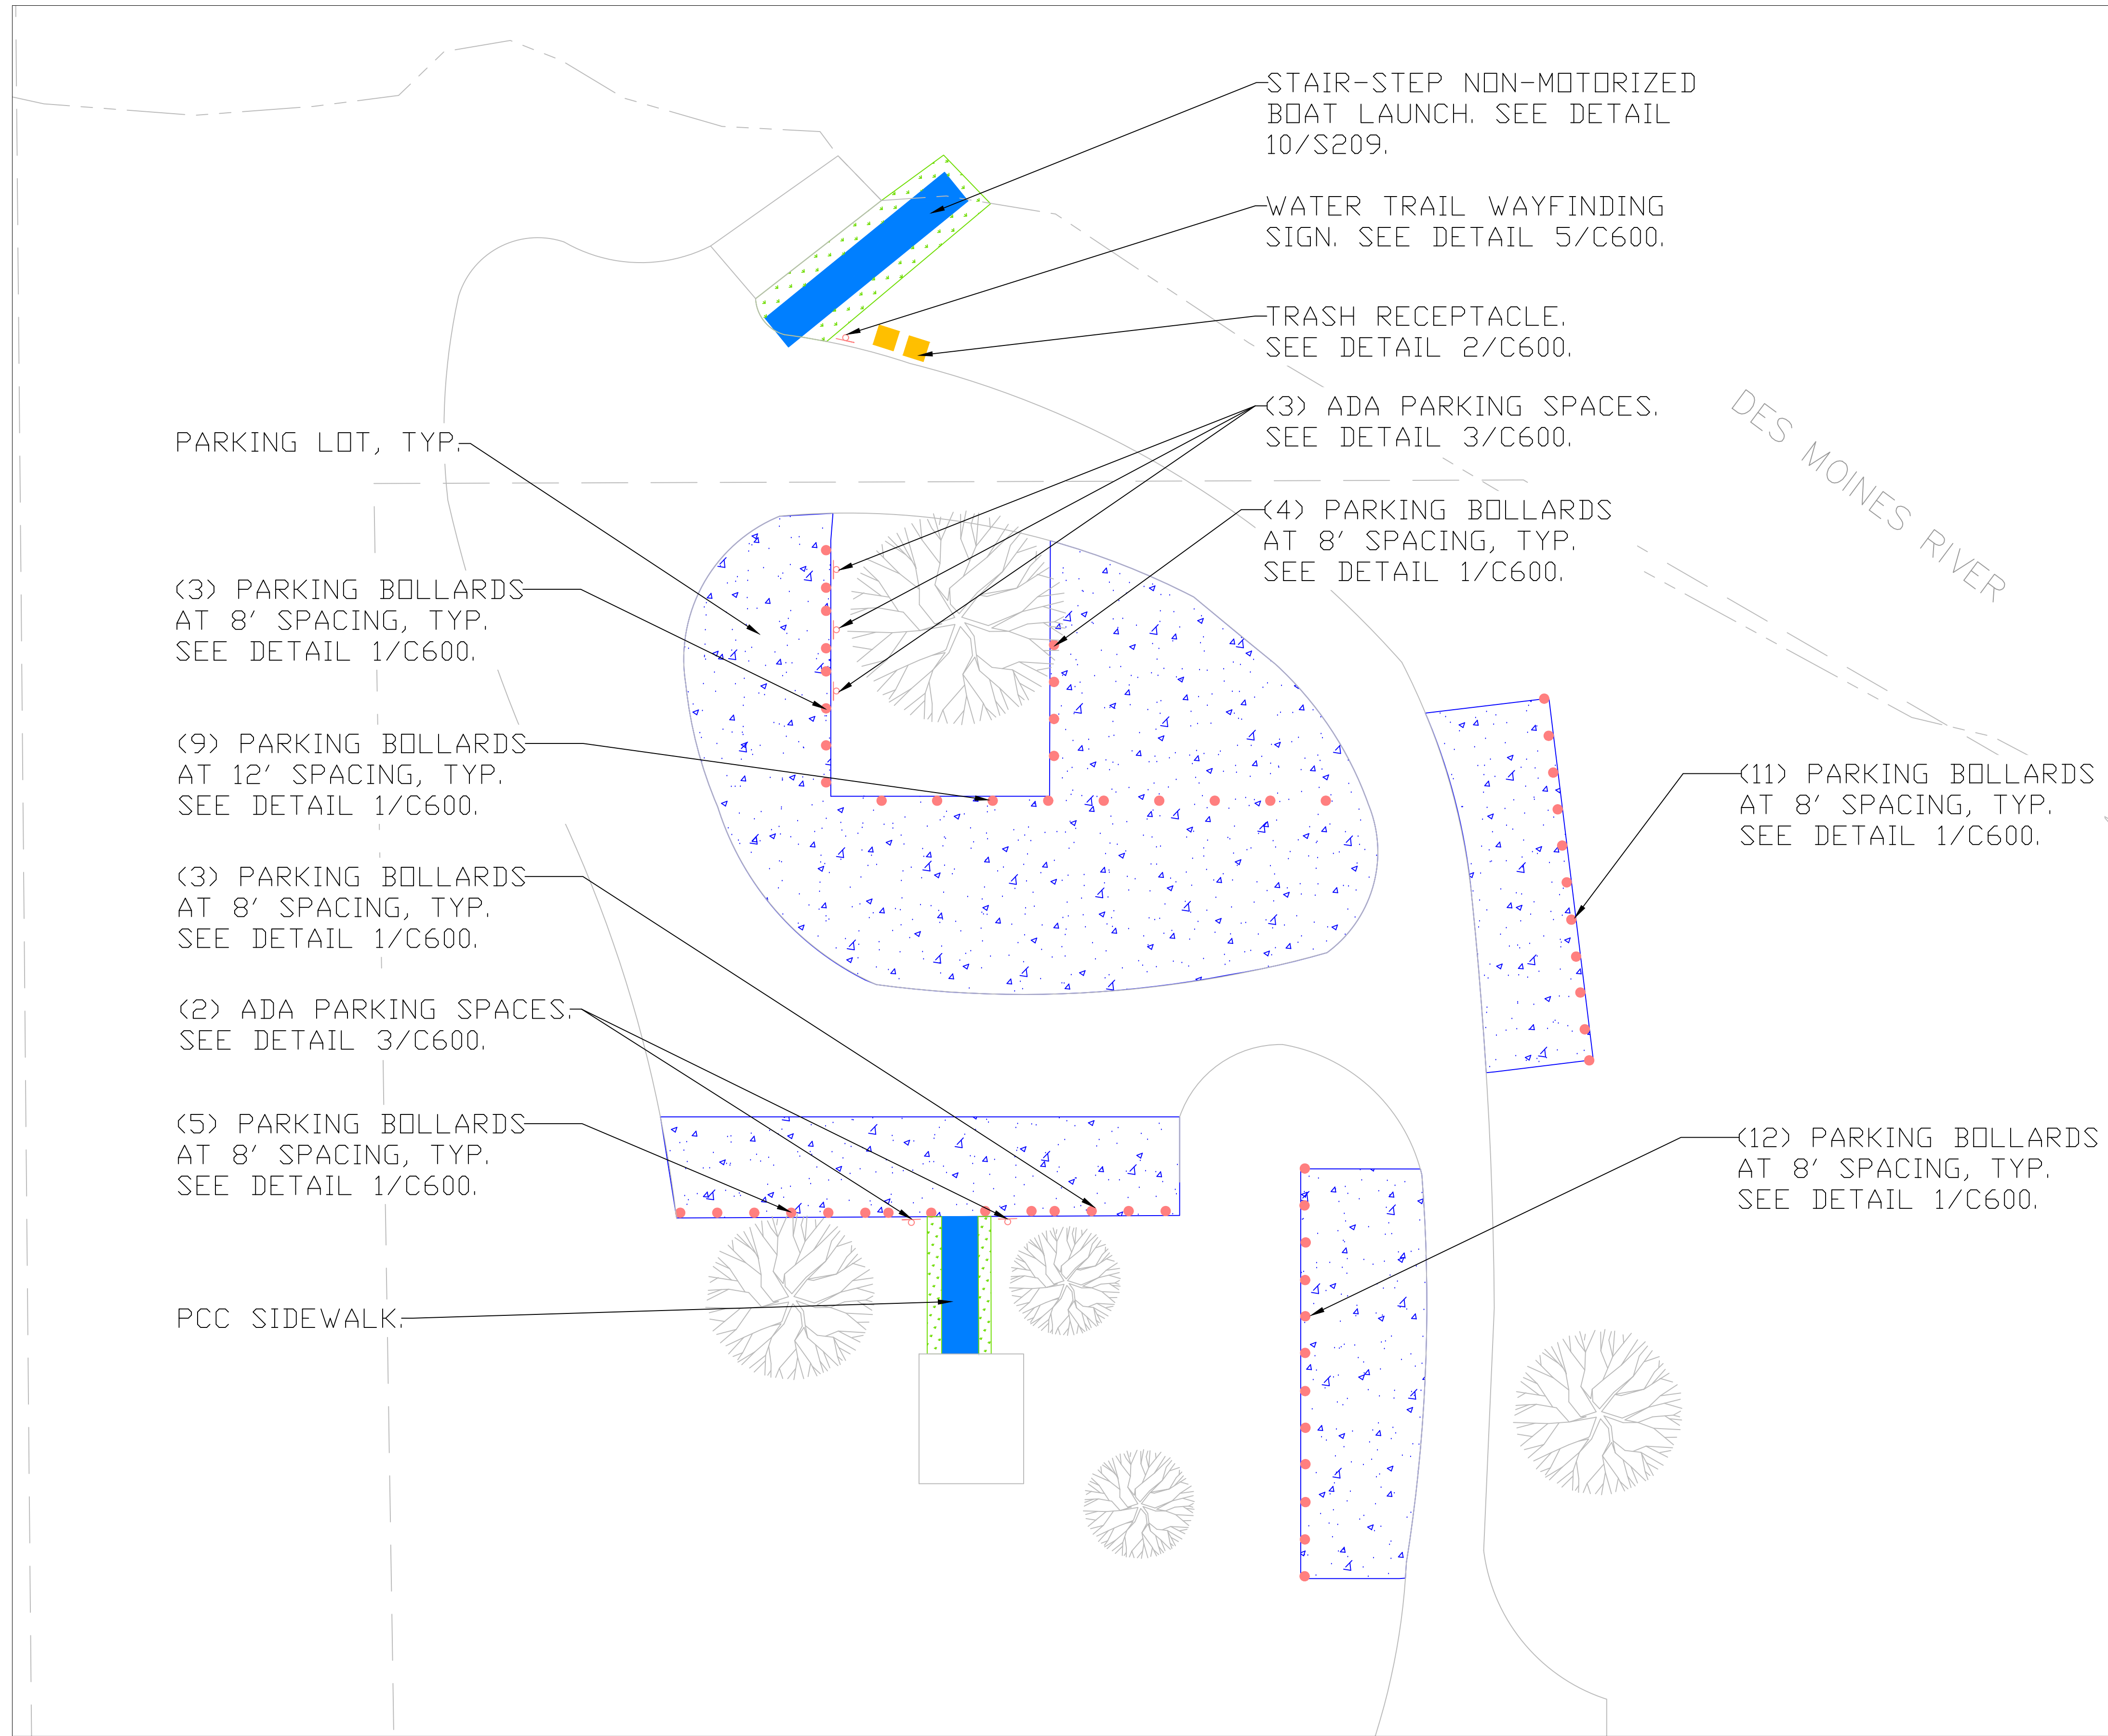 STAIR-STEP NON-MOTORIZED
BOAT LAUNCH. SEE DETAIL
10/S209.
WATER TRAIL WAYFINDING
SIGN. SEE DETAIL 5/C600.
TRASH RECEPTACLE.
SEE DETAIL 2/C600.
(3) ADA PARKING SPACES.
SEE DETAIL 3/C600.
(4) PARKING BOLLARDS
AT 8' SPACING, TYP.
SEE DETAIL 1/C600.
DES MOINES RIVER
PARKING LOT, TYP.
(3) PARKING BOLLARDS
AT 8' SPACING, TYP.
SEE DETAIL 1/C600.
(9) PARKING BOLLARDS
AT 12' SPACING, TYP.
SEE DETAIL 1/C600.
(3) PARKING BOLLARDS
AT 8' SPACING, TYP.
SEE DETAIL 1/C600.
(2) ADA PARKING SPACES.
SEE DETAIL 3/C600.
(5) PARKING BOLLARDS
AT 8' SPACING, TYP.
SEE DETAIL 1/C600.
PCC SIDEWALK.
(11) PARKING BOLLARDS
AT 8' SPACING, TYP.
SEE DETAIL 1/C600.
(12) PARKING BOLLARDS
AT 8' SPACING, TYP.
SEE DETAIL 1/C600.